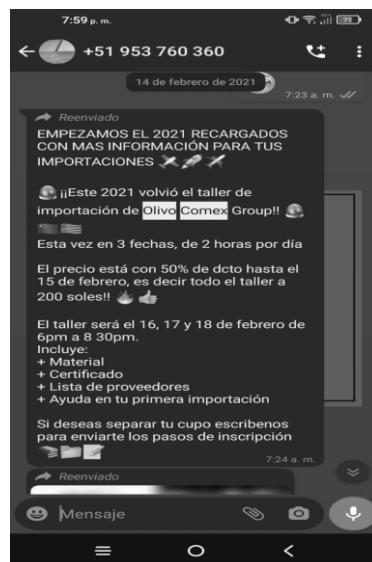 7:59 p. m.
71
+51 953 760 360
14 de febrero de 2021
7:23 a. m.
Reenviado
EMPEZAMOS EL 2021 RECARGADOS
CON MAS INFORMACIÓN PARA TUS
IMPORTACIONES
¡¡Este 2021 volvió el taller de
importación de Olivo Comex Group!!
Esta vez en 3 fechas, de 2 horas por día
El precio está con 50% de dcto hasta el
15 de febrero, es decir todo el taller a
200 soles!!
El taller será el 16, 17 y 18 de febrero de
6pm a 8 30pm.
Incluye:
+ Material
+ Certificado
+ Lista de proveedores
+ Ayuda en tu primera importación
Si deseas separar tu cupo escribenos
para enviarte los pasos de inscripción
7:24 a. m.
Reenviado
Mensaje